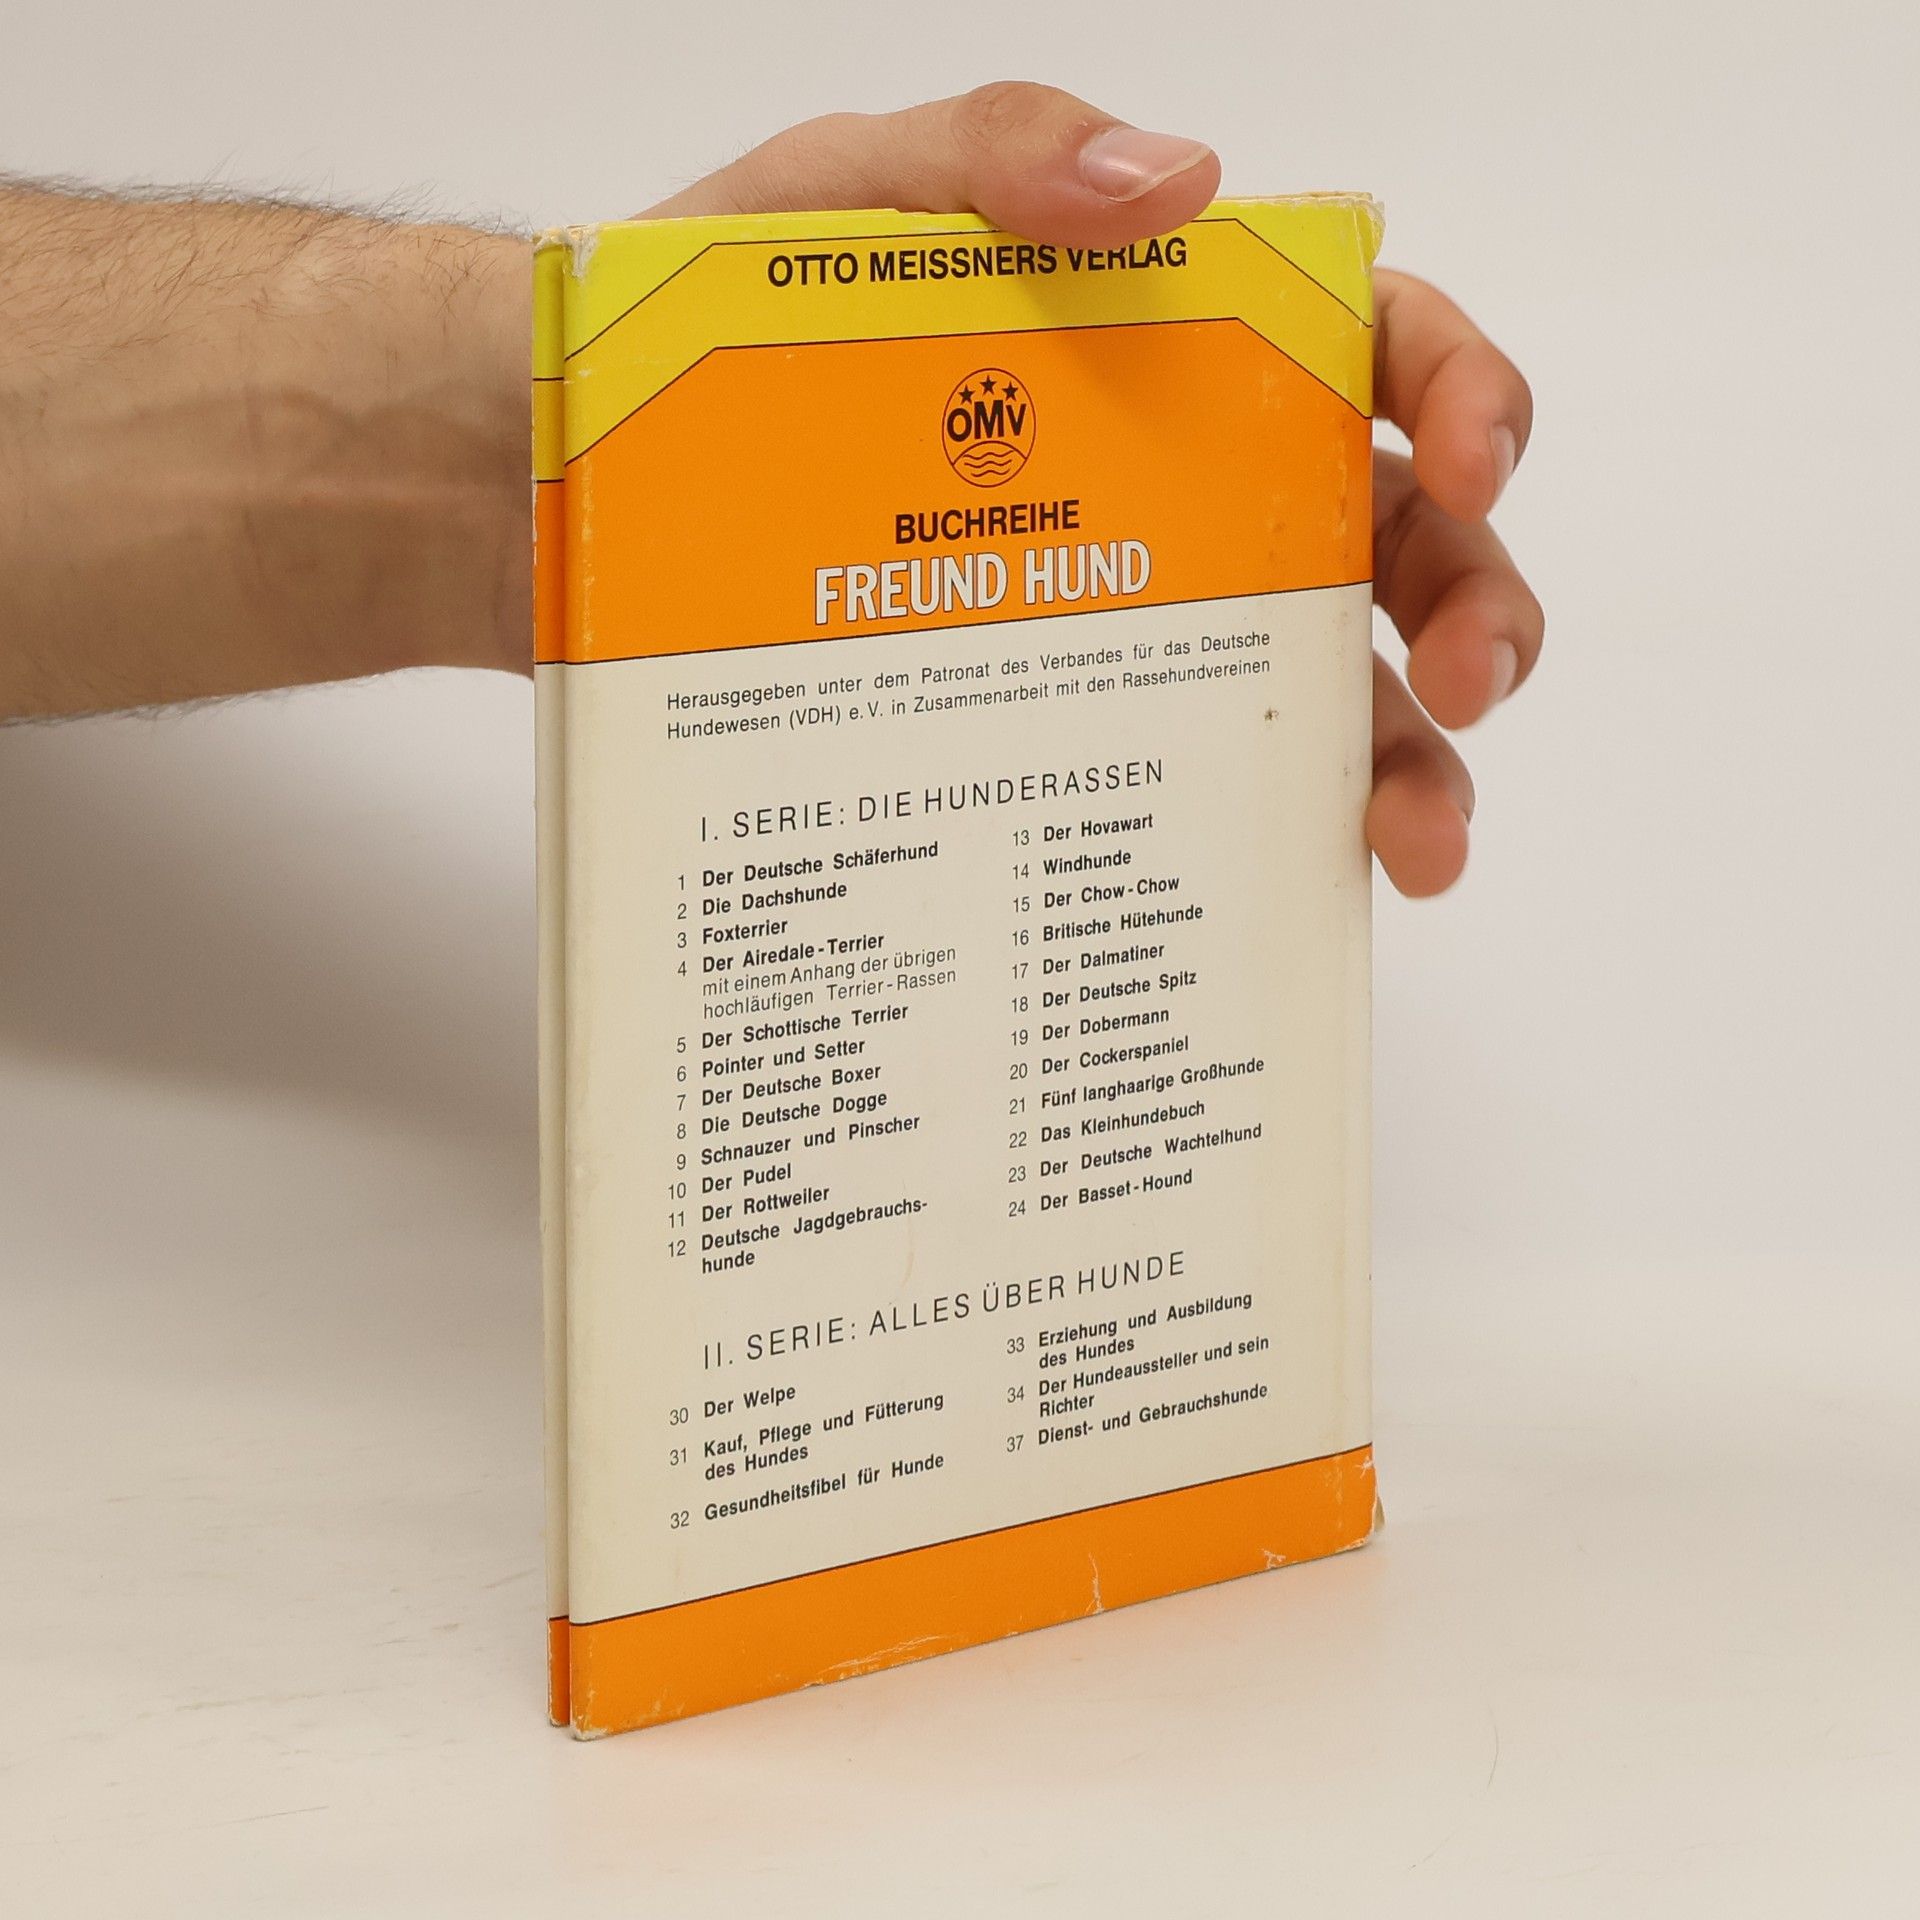 OTTO MEISSNERS VERLAG
OMV
BUCHREIHE
FREUND HUND
Herausgegeben unter dem Patronat des Verbandes für das Deutsche
Hundewesen (VDH) e.V. in Zusammenarbeit mit den Rassehundvereinen
I. SERIE: DIE HUNDERASSEN
1 Der Deutsche Schäferhund
2 Die Dachshunde
3 Foxterrier
4 Der Airedale-Terrier
mit einem Anhang der übrigen
hochläufigen Terrier-Rassen
5 Der Schottische Terrier
6 Pointer und Setter
7 Der Deutsche Boxer
8 Die Deutsche Dogge
9 Schnauzer und Pinscher
10 Der Pudel
11 Der Rottweiler
12 Deutsche Jagdgebrauchs-
hunde
13 Der Hovawart
14 Windhunde
15 Der Chow-Chow
16 Britische Hütehunde
17 Der Dalmatiner
18 Der Deutsche Spitz
19 Der Dobermann
20 Der Cockerspaniel
21 Fünf langhaarige Großhunde
22 Das Kleinhundebuch
23 Der Deutsche Wachtelhund
24 Der Basset-Hound
II. SERIE: ALLES ÜBER HUNDE
30 Der Welpe
31 Kauf, Pflege und Fütterung
des Hundes
32 Gesundheitsfibel für Hunde
33 Erziehung und Ausbildung
des Hundes
34 Der Hundeaussteller und sein
Richter
37 Dienst- und Gebrauchshunde